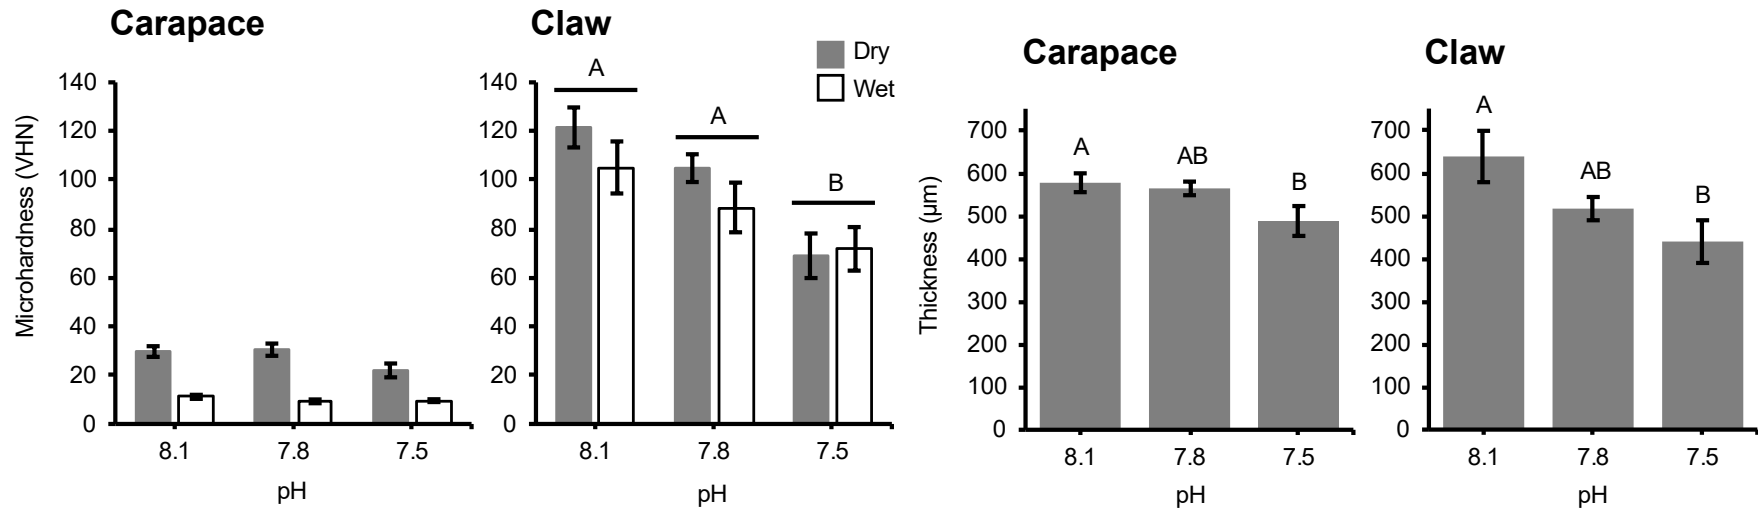 Carapace
Microhardness (VHN)
140
120
100
80
60
40
20
0
8.1 7.8 7.5
pH
Claw
Dry
Wet
140
120
100
80
60
40
20
0
A
A
B
8.1 7.8 7.5
pH
Carapace
Thickness (µm)
700
600
500
400
300
200
100
0
A
AB
B
8.1 7.8 7.5
pH
Claw
700
600
500
400
300
200
100
0
A
AB
B
8.1 7.8 7.5
pH